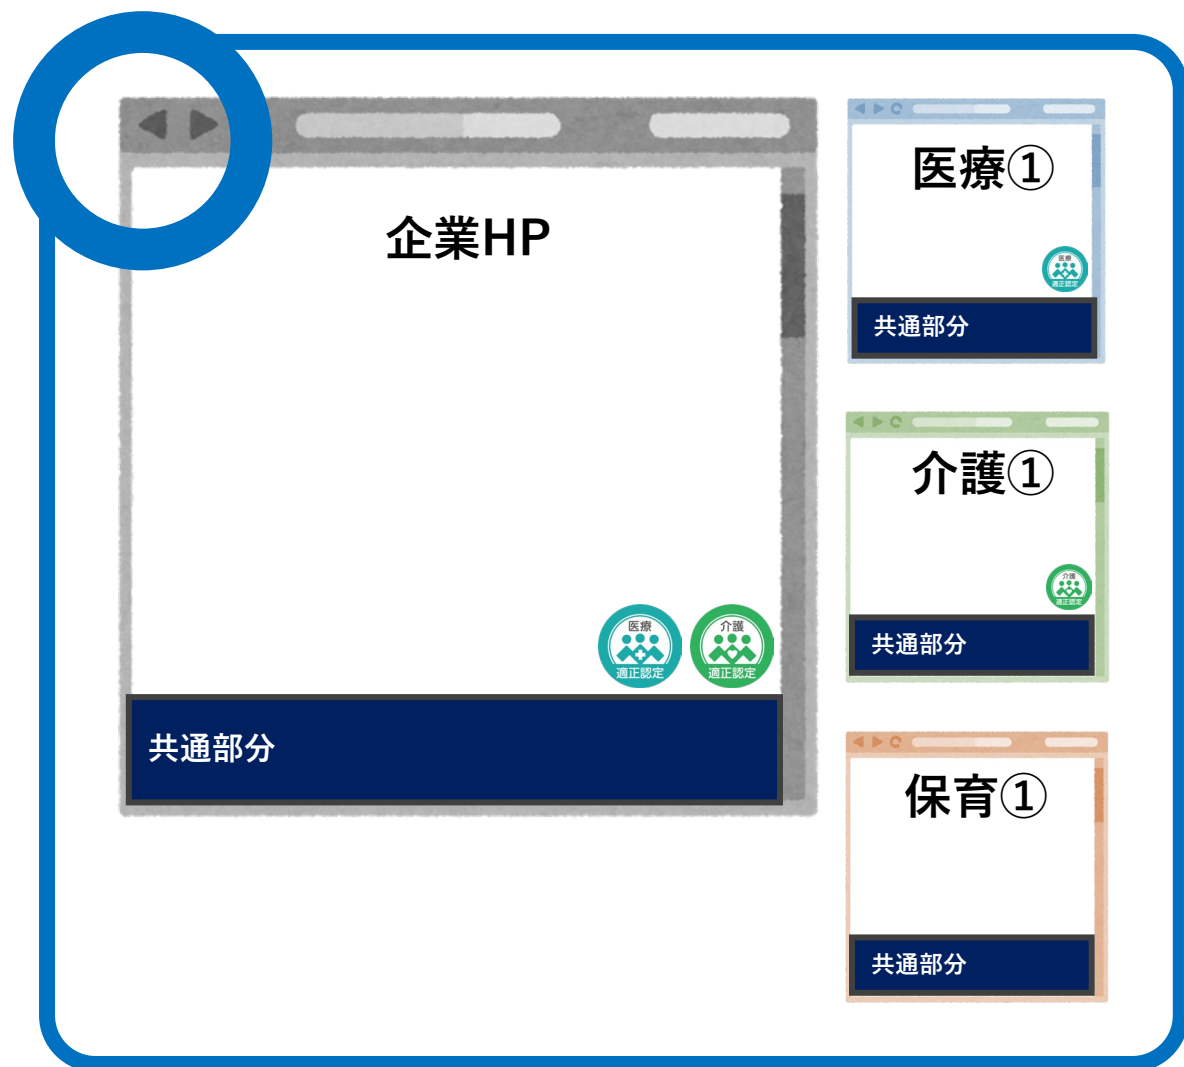 企業HP
医療
適正認定
介護
適正認定
共通部分
医療①
医療
適正認定
共通部分
介護①
介護
適正認定
共通部分
保育①
共通部分